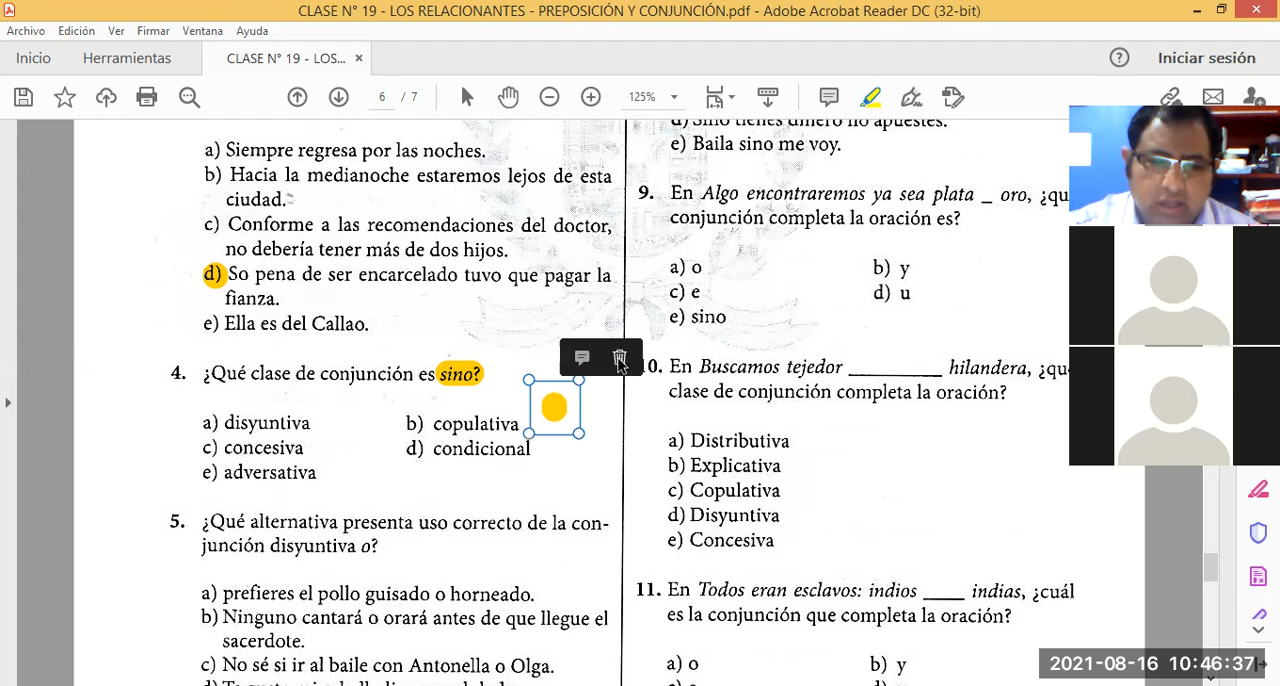 CLASE N° 19 - LOS RELACIONANTES - PREPOSICIÓN Y CONJUNCIÓN.pdf - Adobe Acrobat Reader DC (32-bit)
Archivo Edición Ver Firmar Ventana Ayuda
Inicio Herramientas CLASE N° 19 - LOS... × Iniciar sesión
6 / 7 125%
a) Siempre regresa por las noches.
b) Hacia la medianoche estaremos lejos de esta
ciudad.
c) Conforme a las recomendaciones del doctor,
no debería tener más de dos hijos.
d) So pena de ser encarcelado tuvo que pagar la
fianza.
e) Ella es del Callao.
4. ¿Qué clase de conjunción es sino?
a) disyuntiva b) copulativa
c) concesiva d) condicional
e) adversativa
5. ¿Qué alternativa presenta uso correcto de la con-
junción disyuntiva o?
a) prefieres el pollo guisado o horneado.
b) Ninguno cantará o orará antes de que llegue el
sacerdote.
c) No sé si ir al baile con Antonella o Olga.
d) Sino tienes dinero no apuestes.
e) Baila sino me voy.
9. En Algo encontraremos ya sea plata _ oro, ¿qu
conjunción completa la oración es?
a) o b) y
c) e d) u
e) sino
10. En Buscamos tejedor _________ hilandera, ¿qu
clase de conjunción completa la oración?
a) Distributiva
b) Explicativa
c) Copulativa
d) Disyuntiva
e) Concesiva
11. En Todos eran esclavos: indios ____ indias, ¿cuál
es la conjunción que completa la oración?
a) o b) y
2021-08-16 10:46:37